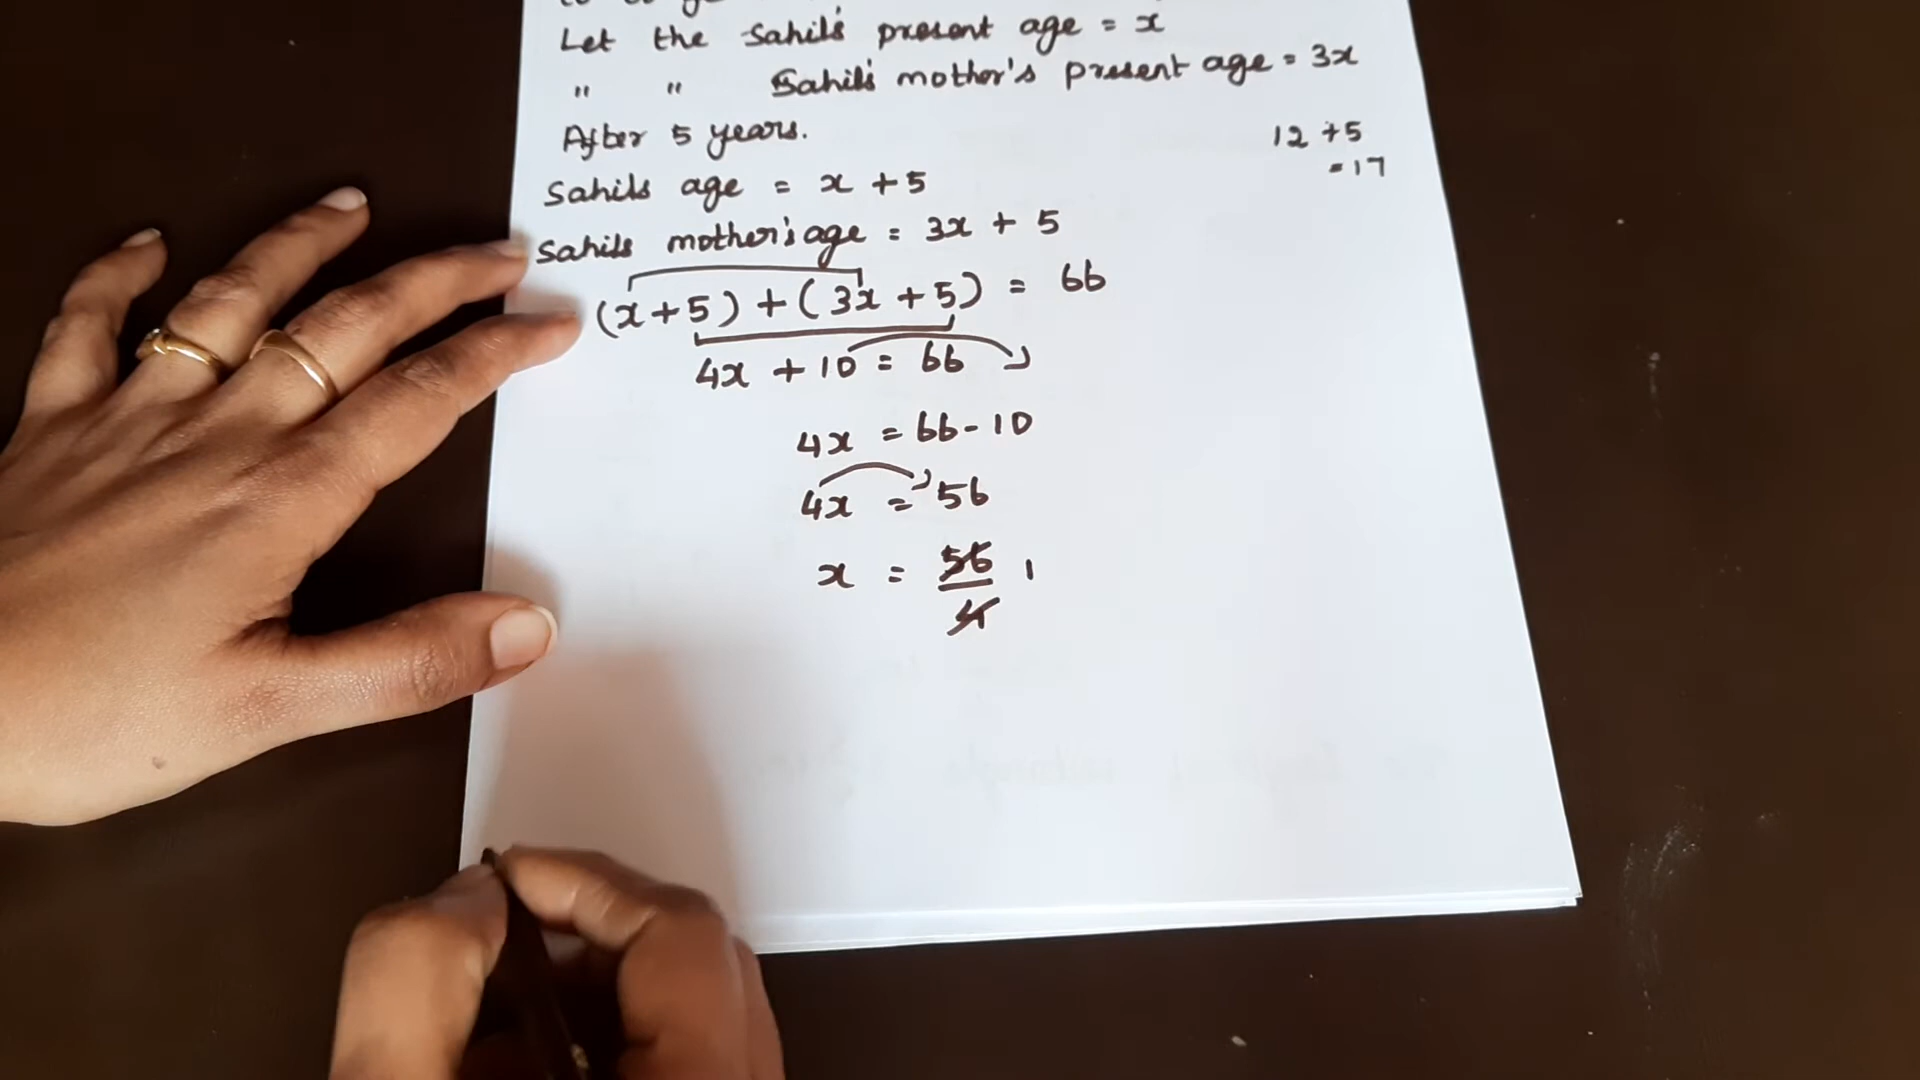 Let the Sahil's present age = x
" " Sahil's mother's present age = 3x
After 5 years.
12 + 5
= 17
Sahils age = x + 5
Sahils mother's age = 3x + 5
(x+5) + (3x + 5) = 66
4x + 10 = 66
4x = 66 - 10
4x = 56
x = 56/4 1